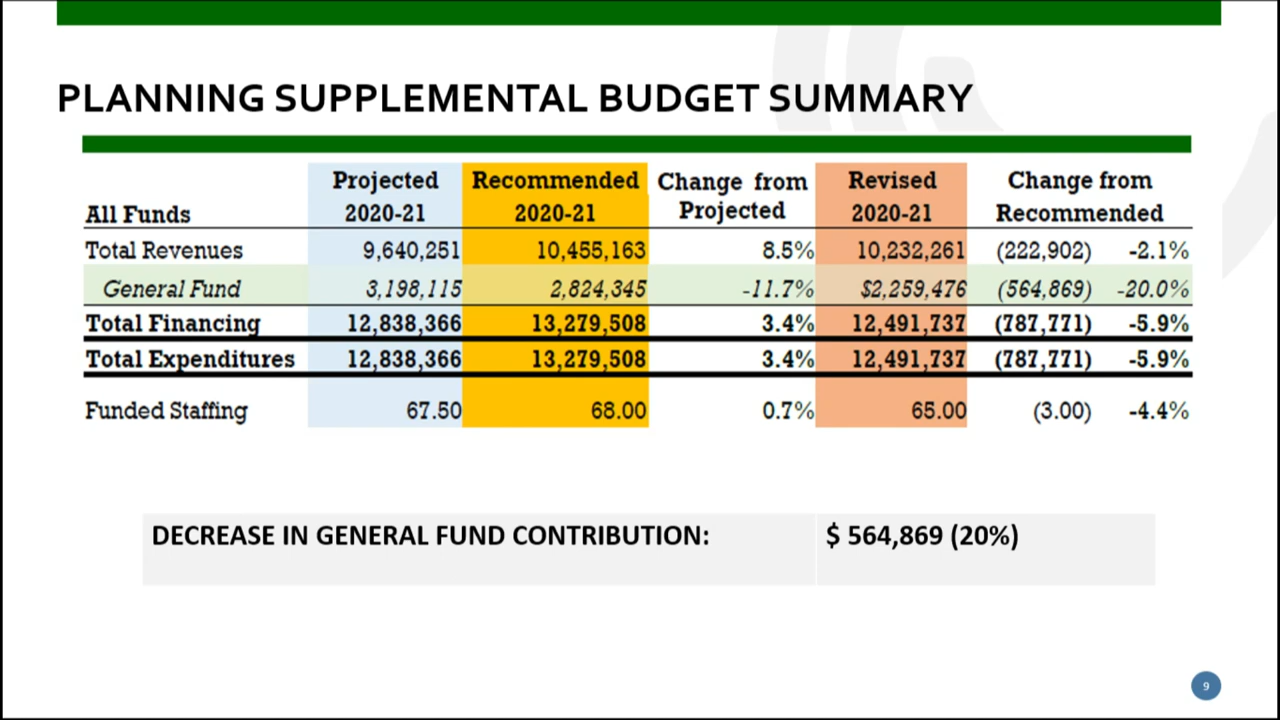 PLANNING SUPPLEMENTAL BUDGET SUMMARY
All Funds Projected 2020-21 Recommended 2020-21 Change from Projected Revised 2020-21 Change from Recommended
Total Revenues 9,640,251 10,455,163 8.5% 10,232,261 (222,902) -2.1%
General Fund 3,198,115 2,824,345 -11.7% $2,259,476 (564,869) -20.0%
Total Financing 12,838,366 13,279,508 3.4% 12,491,737 (787,771) -5.9%
Total Expenditures 12,838,366 13,279,508 3.4% 12,491,737 (787,771) -5.9%
Funded Staffing 67.50 68.00 0.7% 65.00 (3.00) -4.4%
DECREASE IN GENERAL FUND CONTRIBUTION: $ 564,869 (20%)
9